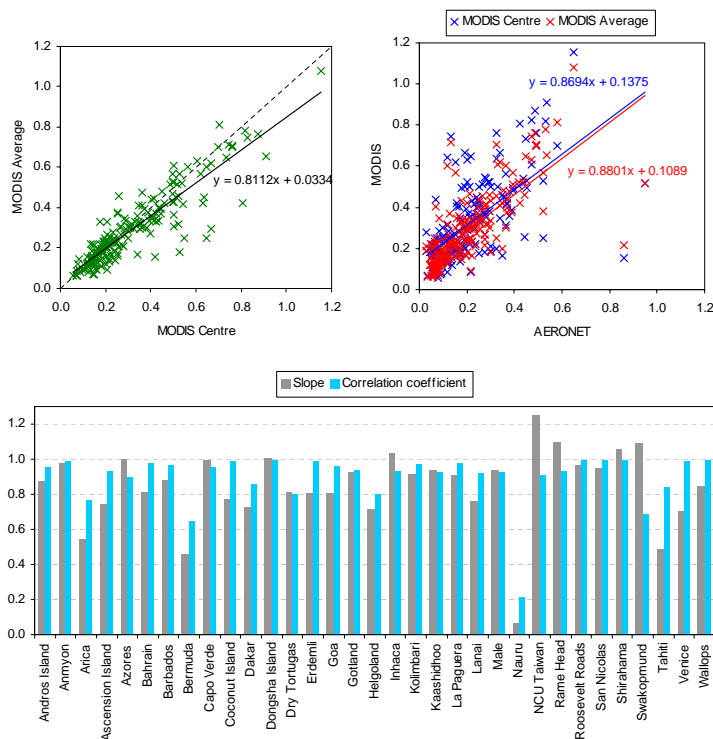 MODIS Centre MODIS Average
1.2
1.0
0.8
0.6
0.4
0.2
0.0
MODIS Average
y = 0.8112x + 0.0334
0.0 0.2 0.4 0.6 0.8 1.0 1.2
MODIS Centre
1.2
1.0
0.8
0.6
0.4
0.2
0.0
MODIS
y = 0.8694x + 0.1375
y = 0.8801x + 0.1089
0.0 0.2 0.4 0.6 0.8 1.0 1.2
AERONET
Slope Correlation coefficient
1.2
1.0
0.8
0.6
0.4
0.2
0.0
Andros Island
Anmyon
Arica
Ascension Island
Azores
Bahrain
Barbados
Bermuda
Capo Verde
Coconut Island
Dakar
Dongsha Island
Dry Tortugas
Erdemli
Goa
Gotland
Helgoland
Inhaca
Kolimbari
Kaashidhoo
La Paguera
Lanai
Male
Nauru
NCU Taiwan
Rame Head
Roosevelt Roads
San Nicolas
Shirahama
Swakopmund
Tahiti
Venice
Wallops